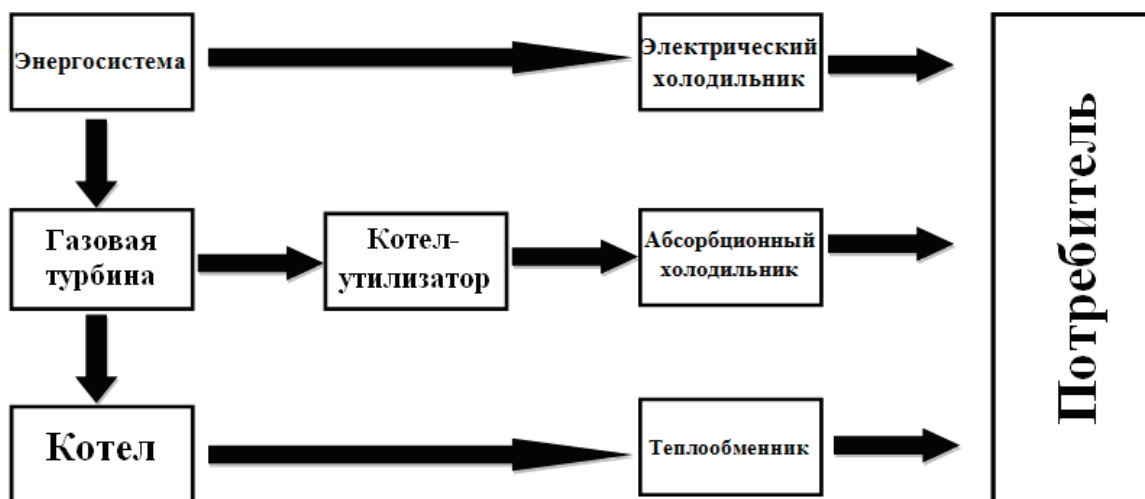 Энергосистема
Электрический
холодильник
Газовая
турбина
Котел-
утилизатор
Абсорбционный
холодильник
Котел
Теплообменник
Потребитель